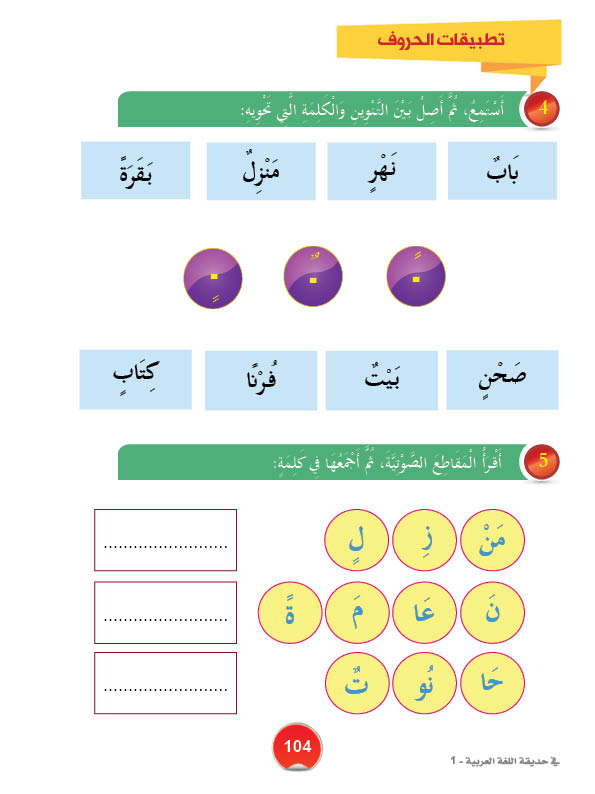 تطبيقات الحروف
4 أَسْتَمِعُ، ثُمَّ أَصِلُ بَيْنَ التَّنْوِينِ وَالْكَلِمَةِ الَّتِي تَحْوِيهِ:
بَابٌ نَهْرٍ مَنْزِلٌ بَقَرَةً
ً ٌ ٍ
صَحْنٍ بَيْتٌ فُرْنًا كِتَابٍ
5 أَقْرَأُ الْمَقَاطِعَ الصَّوْتِيَّةَ، ثُمَّ أَجْمَعُهَا فِي كَلِمَةٍ:
مَنْ زِ لٍ ........................
نَ عَا مَ ةً ........................
حَا نُو تٌ ........................
104
في حديقة اللغة العربية - 1